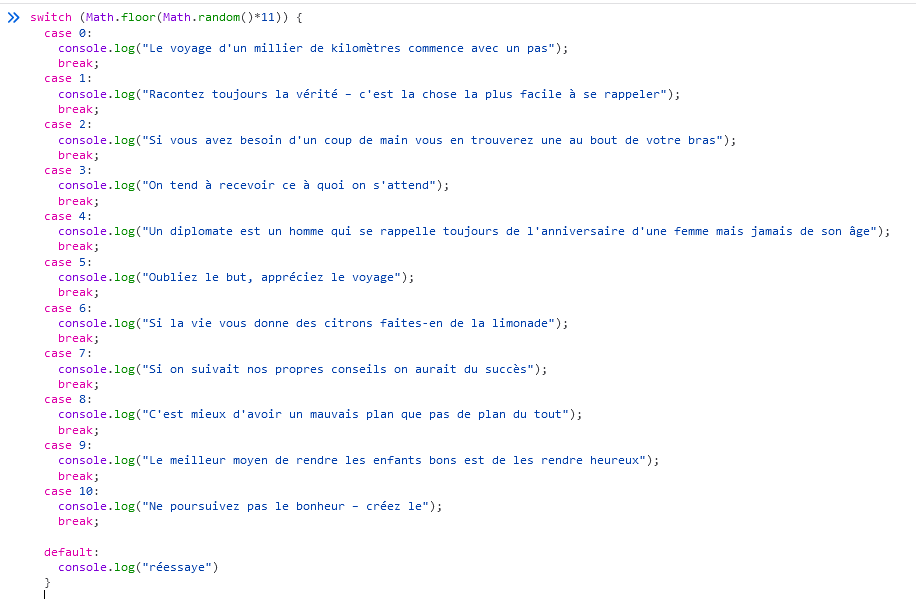 switch (Math.floor(Math.random()*11)) {
case 0:
console.log("Le voyage d'un millier de kilomètres commence avec un pas");
break;
case 1:
console.log("Racontez toujours la vérité – c'est la chose la plus facile à se rappeler");
break;
case 2:
console.log("Si vous avez besoin d'un coup de main vous en trouverez une au bout de votre bras");
break;
case 3:
console.log("On tend à recevoir ce à quoi on s'attend");
break;
case 4:
console.log("Un diplomate est un homme qui se rappelle toujours de l'anniversaire d'une femme mais jamais de son âge");
break;
case 5:
console.log("Oubliez le but, appréciez le voyage");
break;
case 6:
console.log("Si la vie vous donne des citrons faites-en de la limonade");
break;
case 7:
console.log("Si on suivait nos propres conseils on aurait du succès");
break;
case 8:
console.log("C'est mieux d'avoir un mauvais plan que pas de plan du tout");
break;
case 9:
console.log("Le meilleur moyen de rendre les enfants bons est de les rendre heureux");
break;
case 10:
console.log("Ne poursuivez pas le bonheur – créez le");
break;
default:
console.log("réessaye")
}